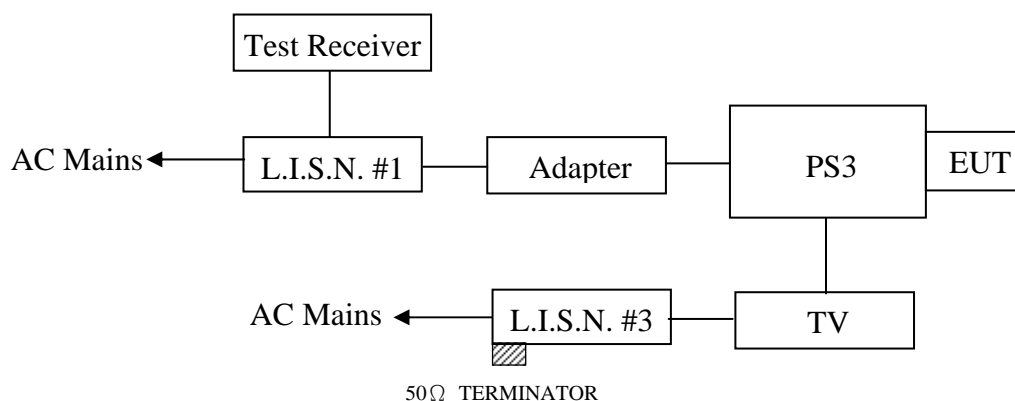 Test Receiver
AC Mains
L.I.S.N. #1
Adapter
PS3
EUT
AC Mains
L.I.S.N. #3
TV
50Ω TERMINATOR